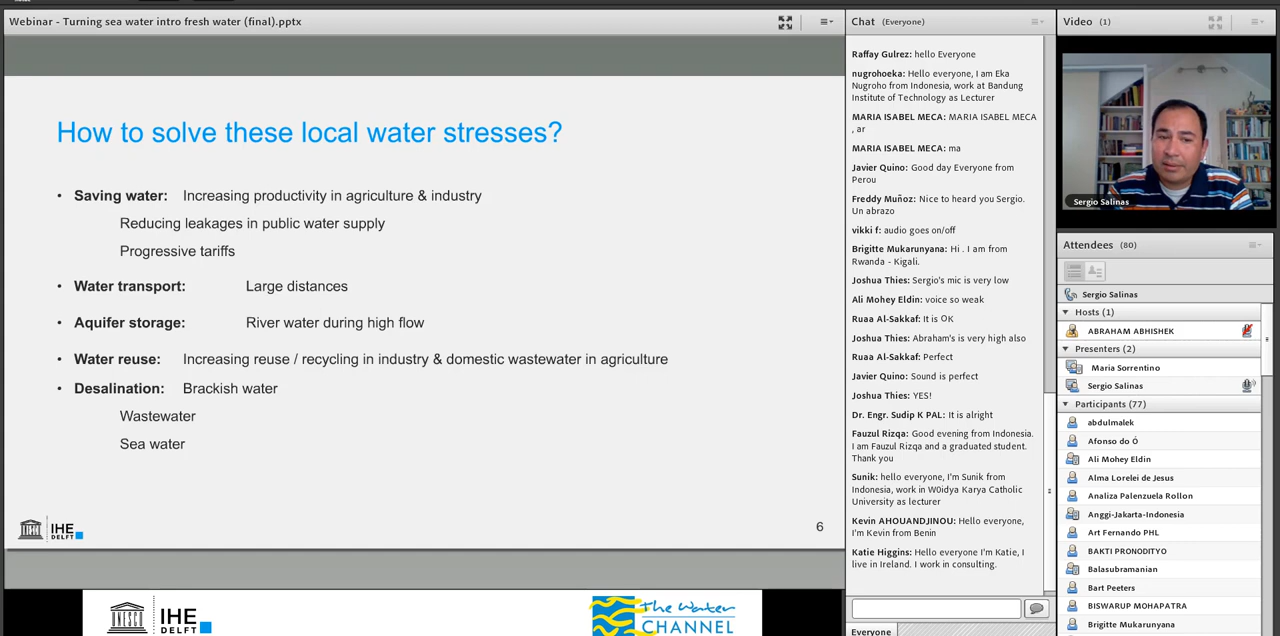 Webinar - Turning sea water intro fresh water (final).pptx
How to solve these local water stresses?
• Saving water: Increasing productivity in agriculture & industry
Reducing leakages in public water supply
Progressive tariffs
• Water transport: Large distances
• Aquifer storage: River water during high flow
• Water reuse: Increasing reuse / recycling in industry & domestic wastewater in agriculture
• Desalination: Brackish water
Wastewater
Sea water
IHE
DELFT
6
UNESCO
IHE
DELFT
The Water
CHANNEL
Chat (Everyone)
Raffay Gulrez: hello Everyone
nugrohoeka: Hello everyone, I am Eka
Nugroho from Indonesia, work at Bandung
Institute of Technology as Lecturer
MARIA ISABEL MECA: MARIA ISABEL MECA
, ar
MARIA ISABEL MECA: ma
Javier Quino: Good day Everyone from
Perou
Freddy Muñoz: Nice to heard you Sergio.
Un abrazo
vikki f: audio goes on/off
Brigitte Mukarunyana: Hi . I am from
Rwanda - Kigali.
Joshua Thies: Sergio's mic is very low
Ali Mohey Eldin: voice so weak
Ruaa Al-Sakkaf: It is OK
Joshua Thies: Abraham's is very high also
Ruaa Al-Sakkaf: Perfect
Javier Quino: Sound is perfect
Joshua Thies: YES!
Dr. Engr. Sudip K PAL: It is alright
Fauzul Rizqa: Good evening from Indonesia.
I am Fauzul Rizqa and a graduated student.
Thank you
Sunik: hello everyone, I'm Sunik from
Indonesia, work in W0idya Karya Catholic
University as lecturer
Kevin AHOUANDJINOU: Hello everyone,
I'm Kevin from Benin
Katie Higgins: Hello everyone I'm Katie, I
live in Ireland. I work in consulting.
Everyone
Video (1)
Sergio Salinas
Attendees (80)
Sergio Salinas
Hosts (1)
ABRAHAM ABHISHEK
Presenters (2)
Maria Sorrentino
Sergio Salinas
Participants (77)
abdulmalek
Afonso do Ó
Ali Mohey Eldin
Alma Lorelei de Jesus
Analiza Palenzuela Rollon
Anggi-Jakarta-Indonesia
Art Fernando PHL
BAKTI PRONODITYO
Balasubramanian
Bart Peeters
BISWARUP MOHAPATRA
Brigitte Mukarunyana